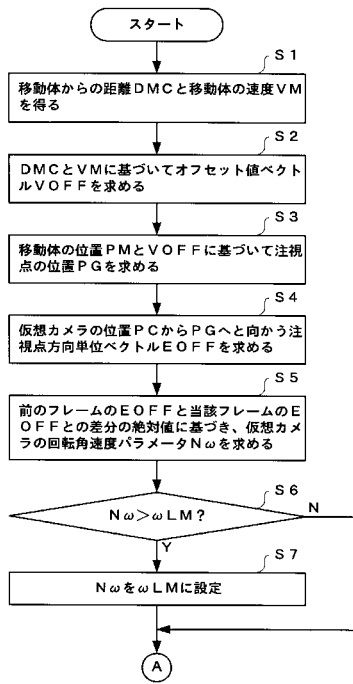 スタート
S1
移動体からの距離DMCと移動体の速度VM
を得る
S2
DMCとVMに基づいてオフセット値ベクト
ルVOFFを求める
S3
移動体の位置PMとVOFFに基づいて注視
点の位置PGを求める
S4
仮想カメラの位置PCからPGへと向かう注
視点方向単位ベクトルEOFFを求める
S5
前のフレームのEOFFと当該フレームのE
OFFとの差分の絶対値に基づき、仮想カメ
ラの回転角速度パラメータNωを求める
S6
Nω>ωLM?
N
Y
S7
NωをωLMに設定
A